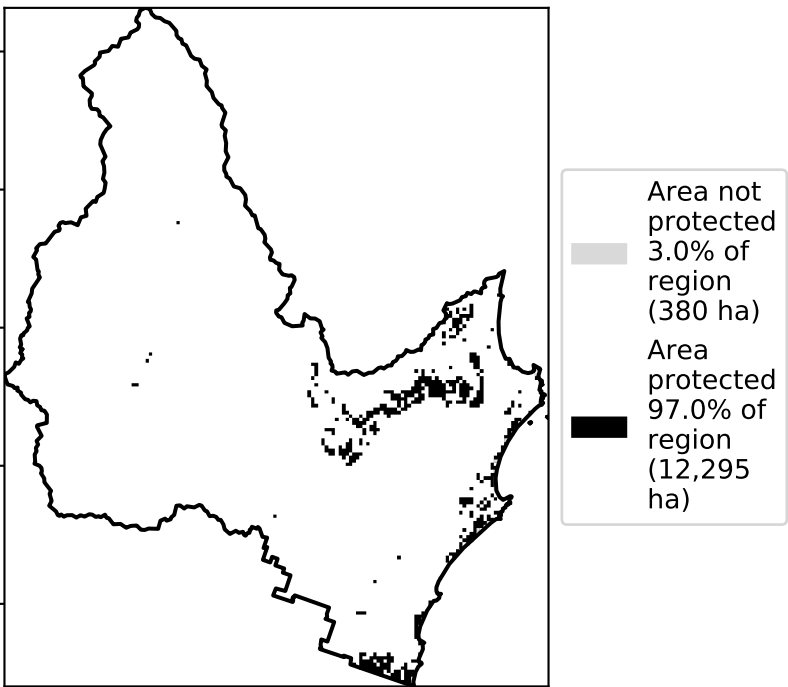 Area not
protected
3.0% of
region
(380 ha)
Area
protected
97.0% of
region
(12,295
ha)